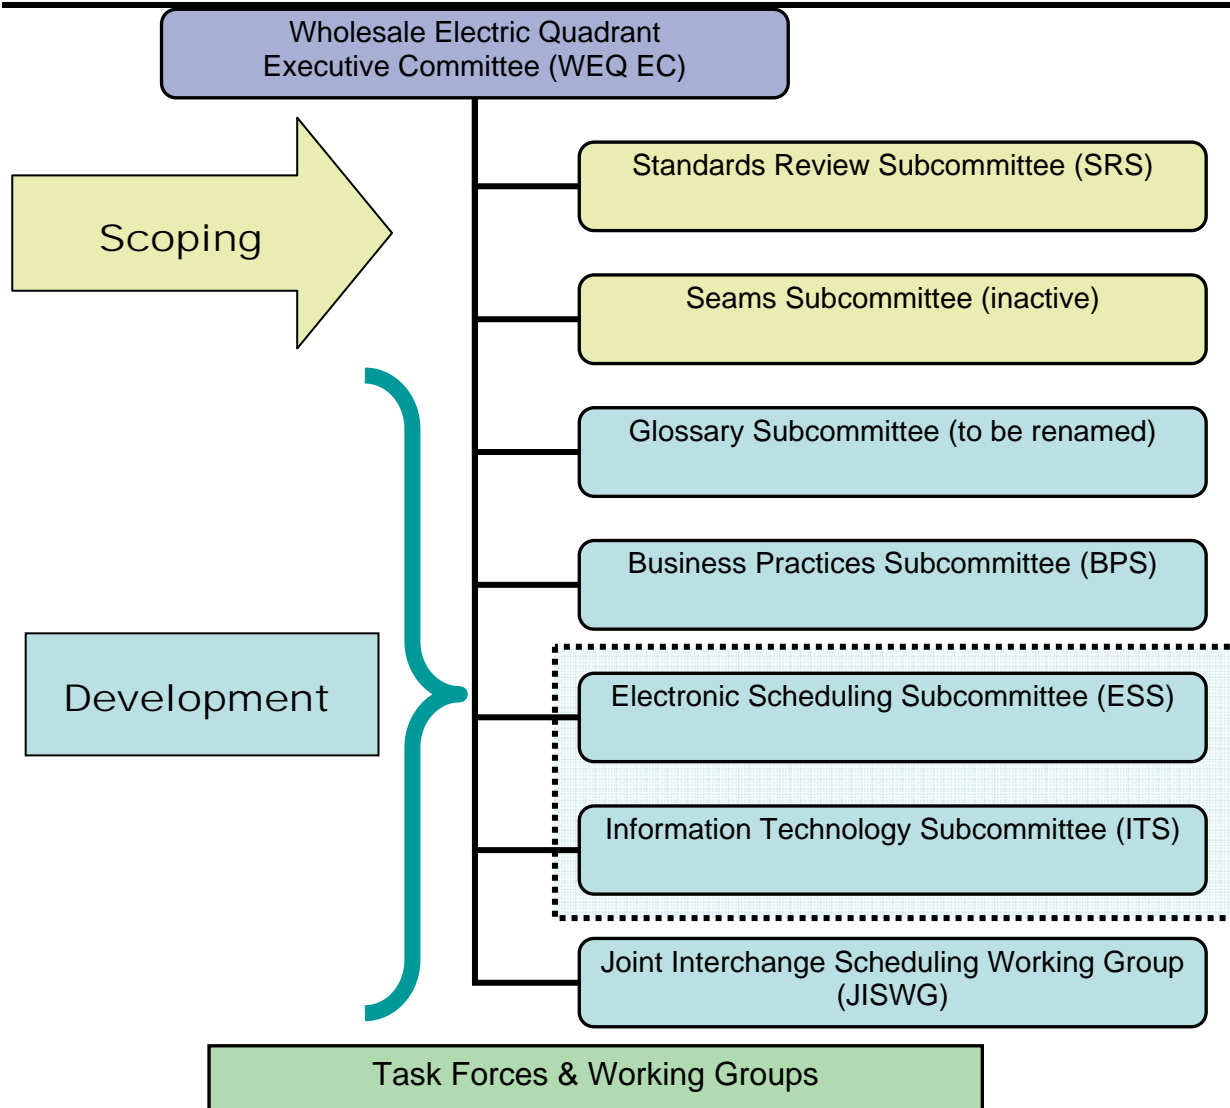 Wholesale Electric Quadrant
Executive Committee (WEQ EC)
Scoping
Standards Review Subcommittee (SRS)
Seams Subcommittee (inactive)
Glossary Subcommittee (to be renamed)
Business Practices Subcommittee (BPS)
Development
Electronic Scheduling Subcommittee (ESS)
Information Technology Subcommittee (ITS)
Joint Interchange Scheduling Working Group
(JISWG)
Task Forces & Working Groups